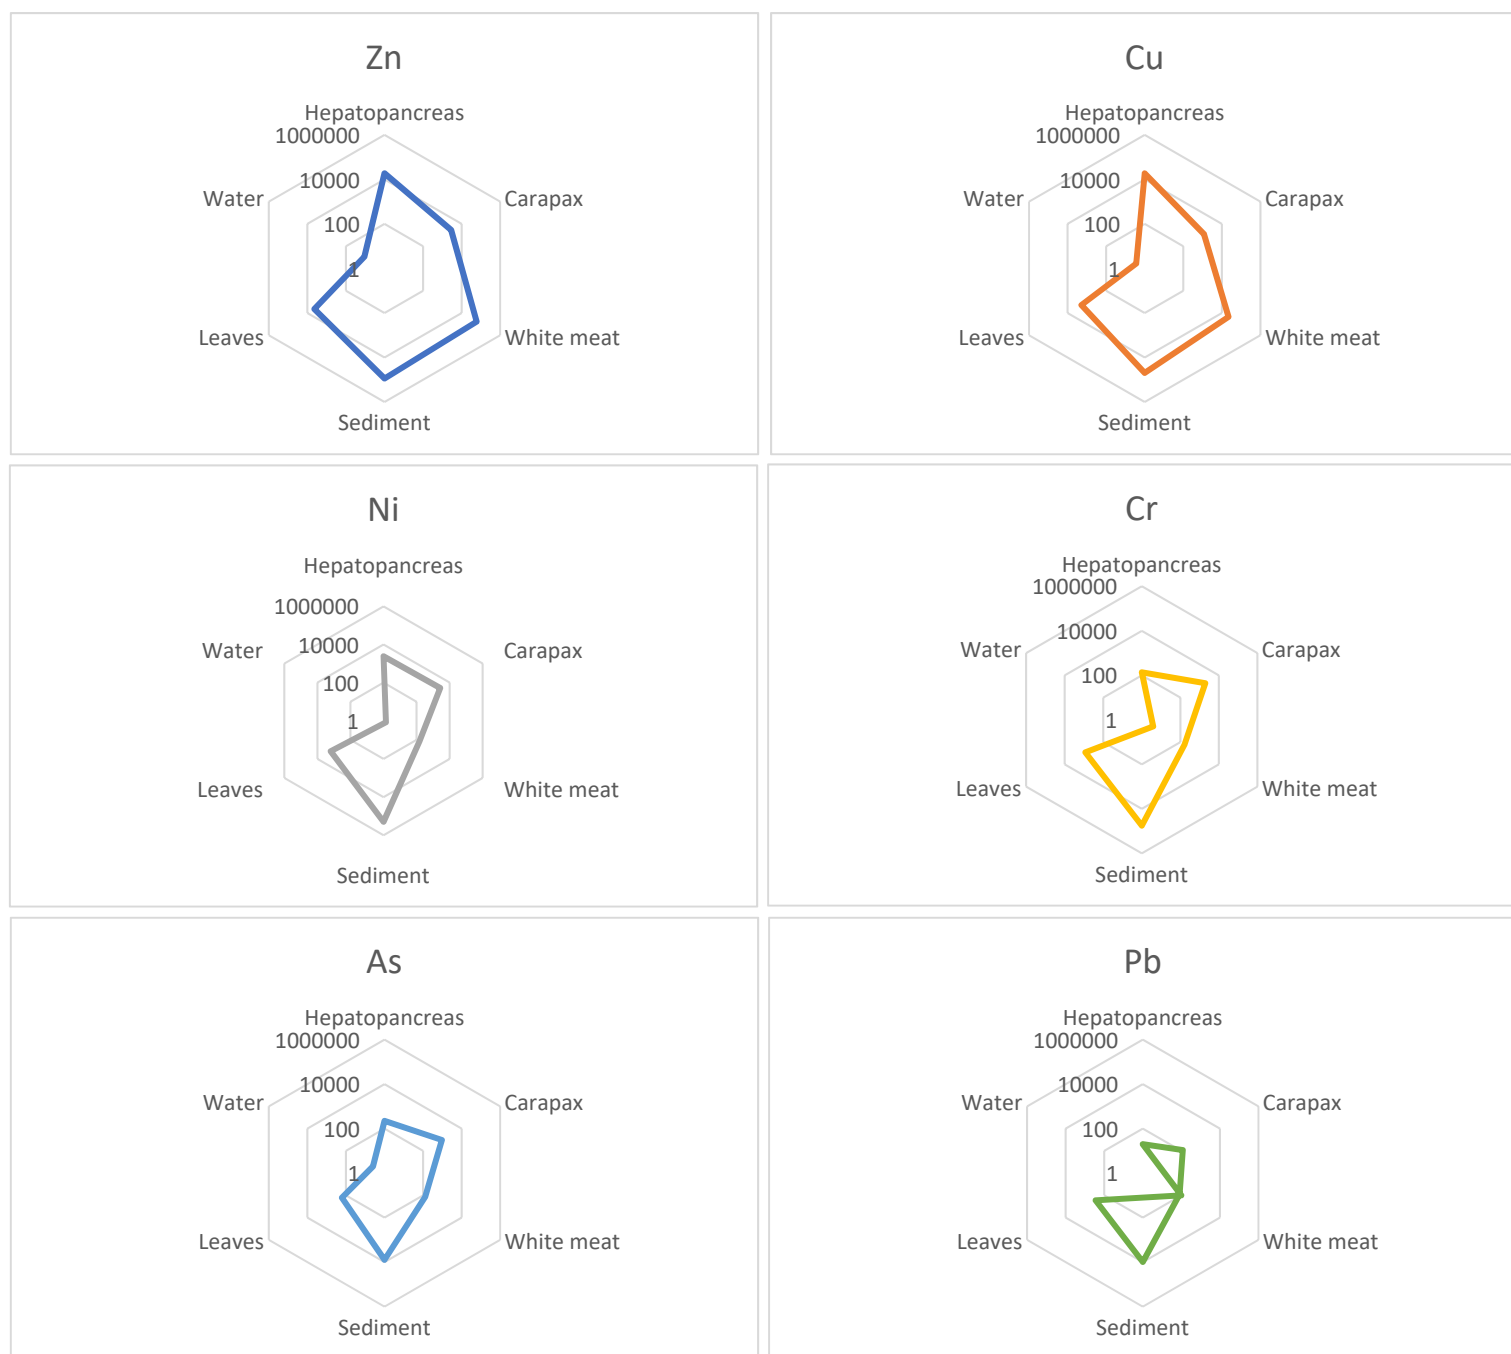 Zn
Hepatopancreas
1000000
10000
Water
Carapax
100
1
Leaves
White meat
Sediment
Cu
Hepatopancreas
1000000
10000
Water
Carapax
100
1
Leaves
White meat
Sediment
Ni
Hepatopancreas
1000000
10000
Water
Carapax
100
1
Leaves
White meat
Sediment
Cr
Hepatopancreas
1000000
10000
Water
Carapax
100
1
Leaves
White meat
Sediment
As
Hepatopancreas
1000000
10000
Water
Carapax
100
1
Leaves
White meat
Sediment
Pb
Hepatopancreas
1000000
10000
Water
Carapax
100
1
Leaves
White meat
Sediment